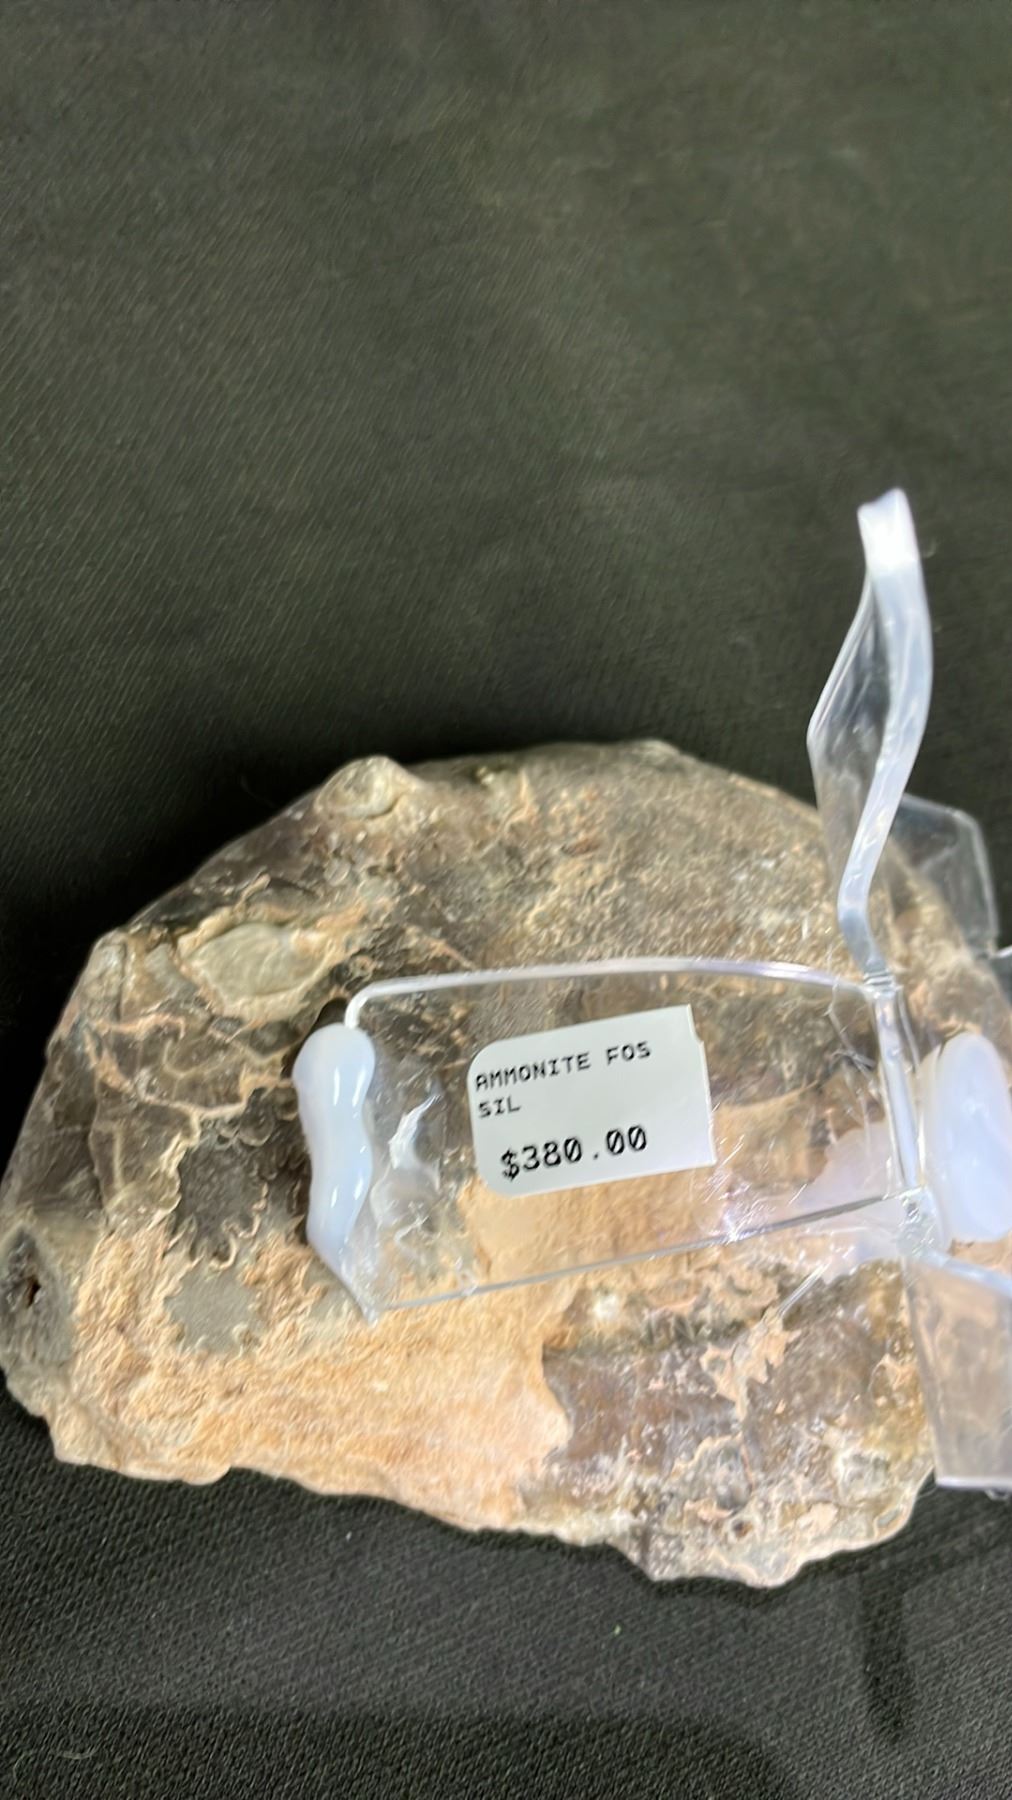 AMMONITE FOS
SIL
$380.00